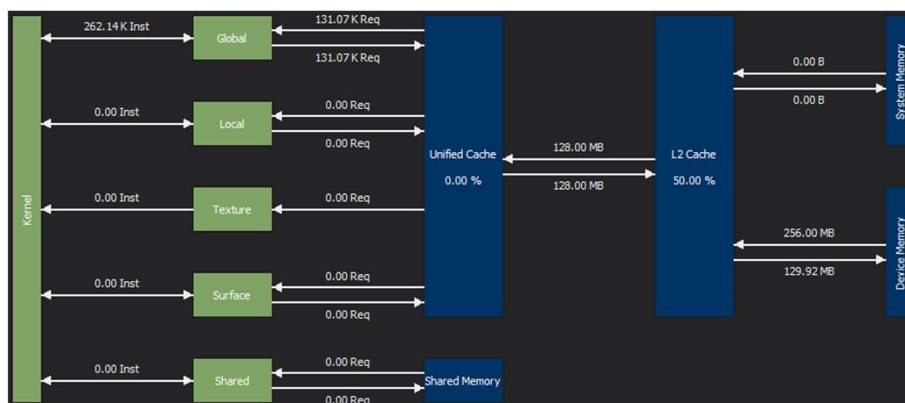 262.14 K Inst
Global
131.07 K Req
131.07 K Req
0.00 B
0.00 B
System Memory
0.00 Inst
Local
0.00 Req
0.00 Req
Unified Cache
0.00 %
128.00 MB
128.00 MB
L2 Cache
50.00 %
Kernel
0.00 Inst
Texture
0.00 Req
256.00 MB
129.92 MB
Device Memory
0.00 Inst
Surface
0.00 Req
0.00 Req
0.00 Inst
Shared
0.00 Req
0.00 Req
Shared Memory